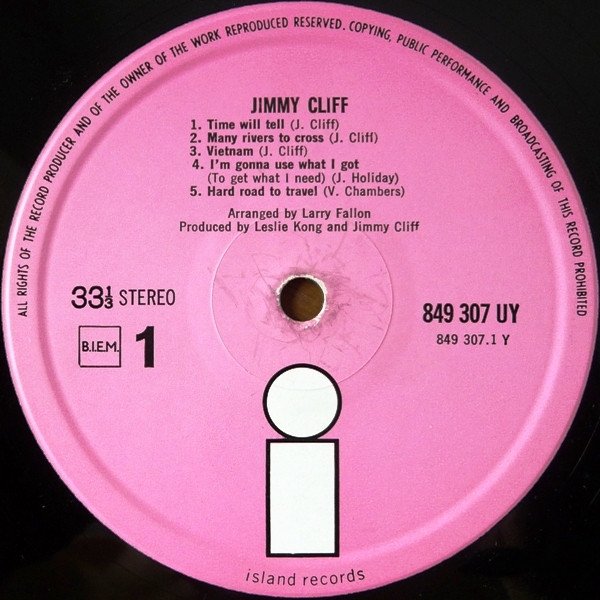 ALL RIGHTS OF THE RECORD PRODUCER AND OF THE OWNER OF THE WORK REPRODUCED RESERVED. COPYING, PUBLIC PERFORMANCE AND BROADCASTING OF THIS RECORD PROHIBITED
JIMMY CLIFF
1. Time will tell (J. Cliff)
2. Many rivers to cross (J. Cliff)
3. Vietnam (J. Cliff)
4. I'm gonna use what I got
(To get what I need) (J. Holiday)
5. Hard road to travel (V. Chambers)
Arranged by Larry Fallon
Produced by Leslie Kong and Jimmy Cliff
33⅓ STEREO
849 307 UY
849 307.1 Y
B.I.E.M. 1
island records